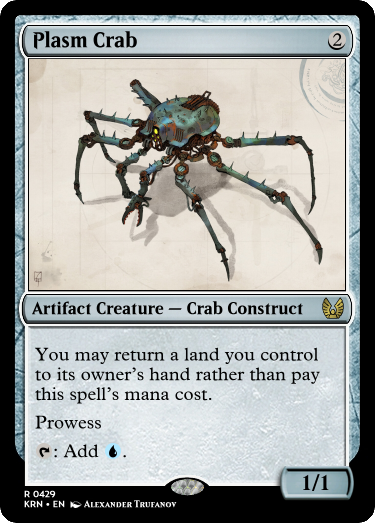 Plasm Crab
2
Artifact Creature — Crab Construct
You may return a land you control
to its owner's hand rather than pay
this spell's mana cost.
Prowess
: Add .
1/1
R 0429
KRN • EN Alexander Trufanov